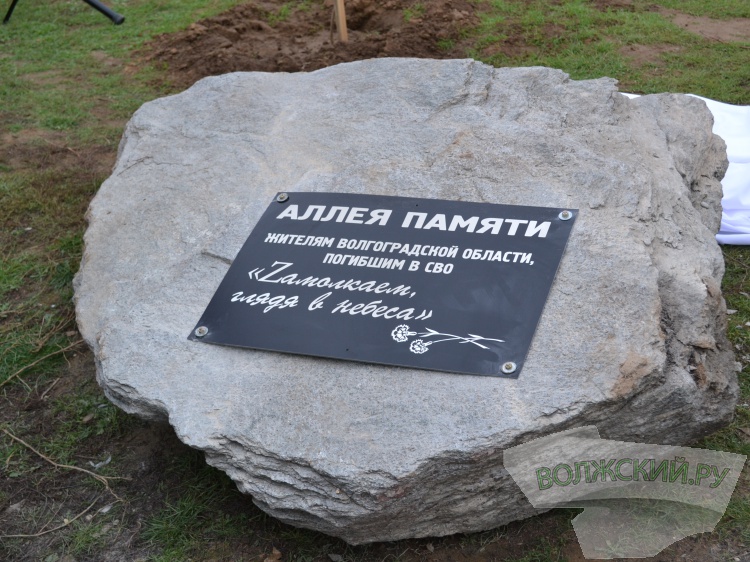 АЛЛЕЯ ПАМЯТИ
ЖИТЕЛЯМ ВОЛГОГРАДСКОЙ ОБЛАСТИ,
ПОГИБШИМ В СВО
«Zамолкаем,
глядя в небеса»
ВОЛЖСКИЙ.РУ